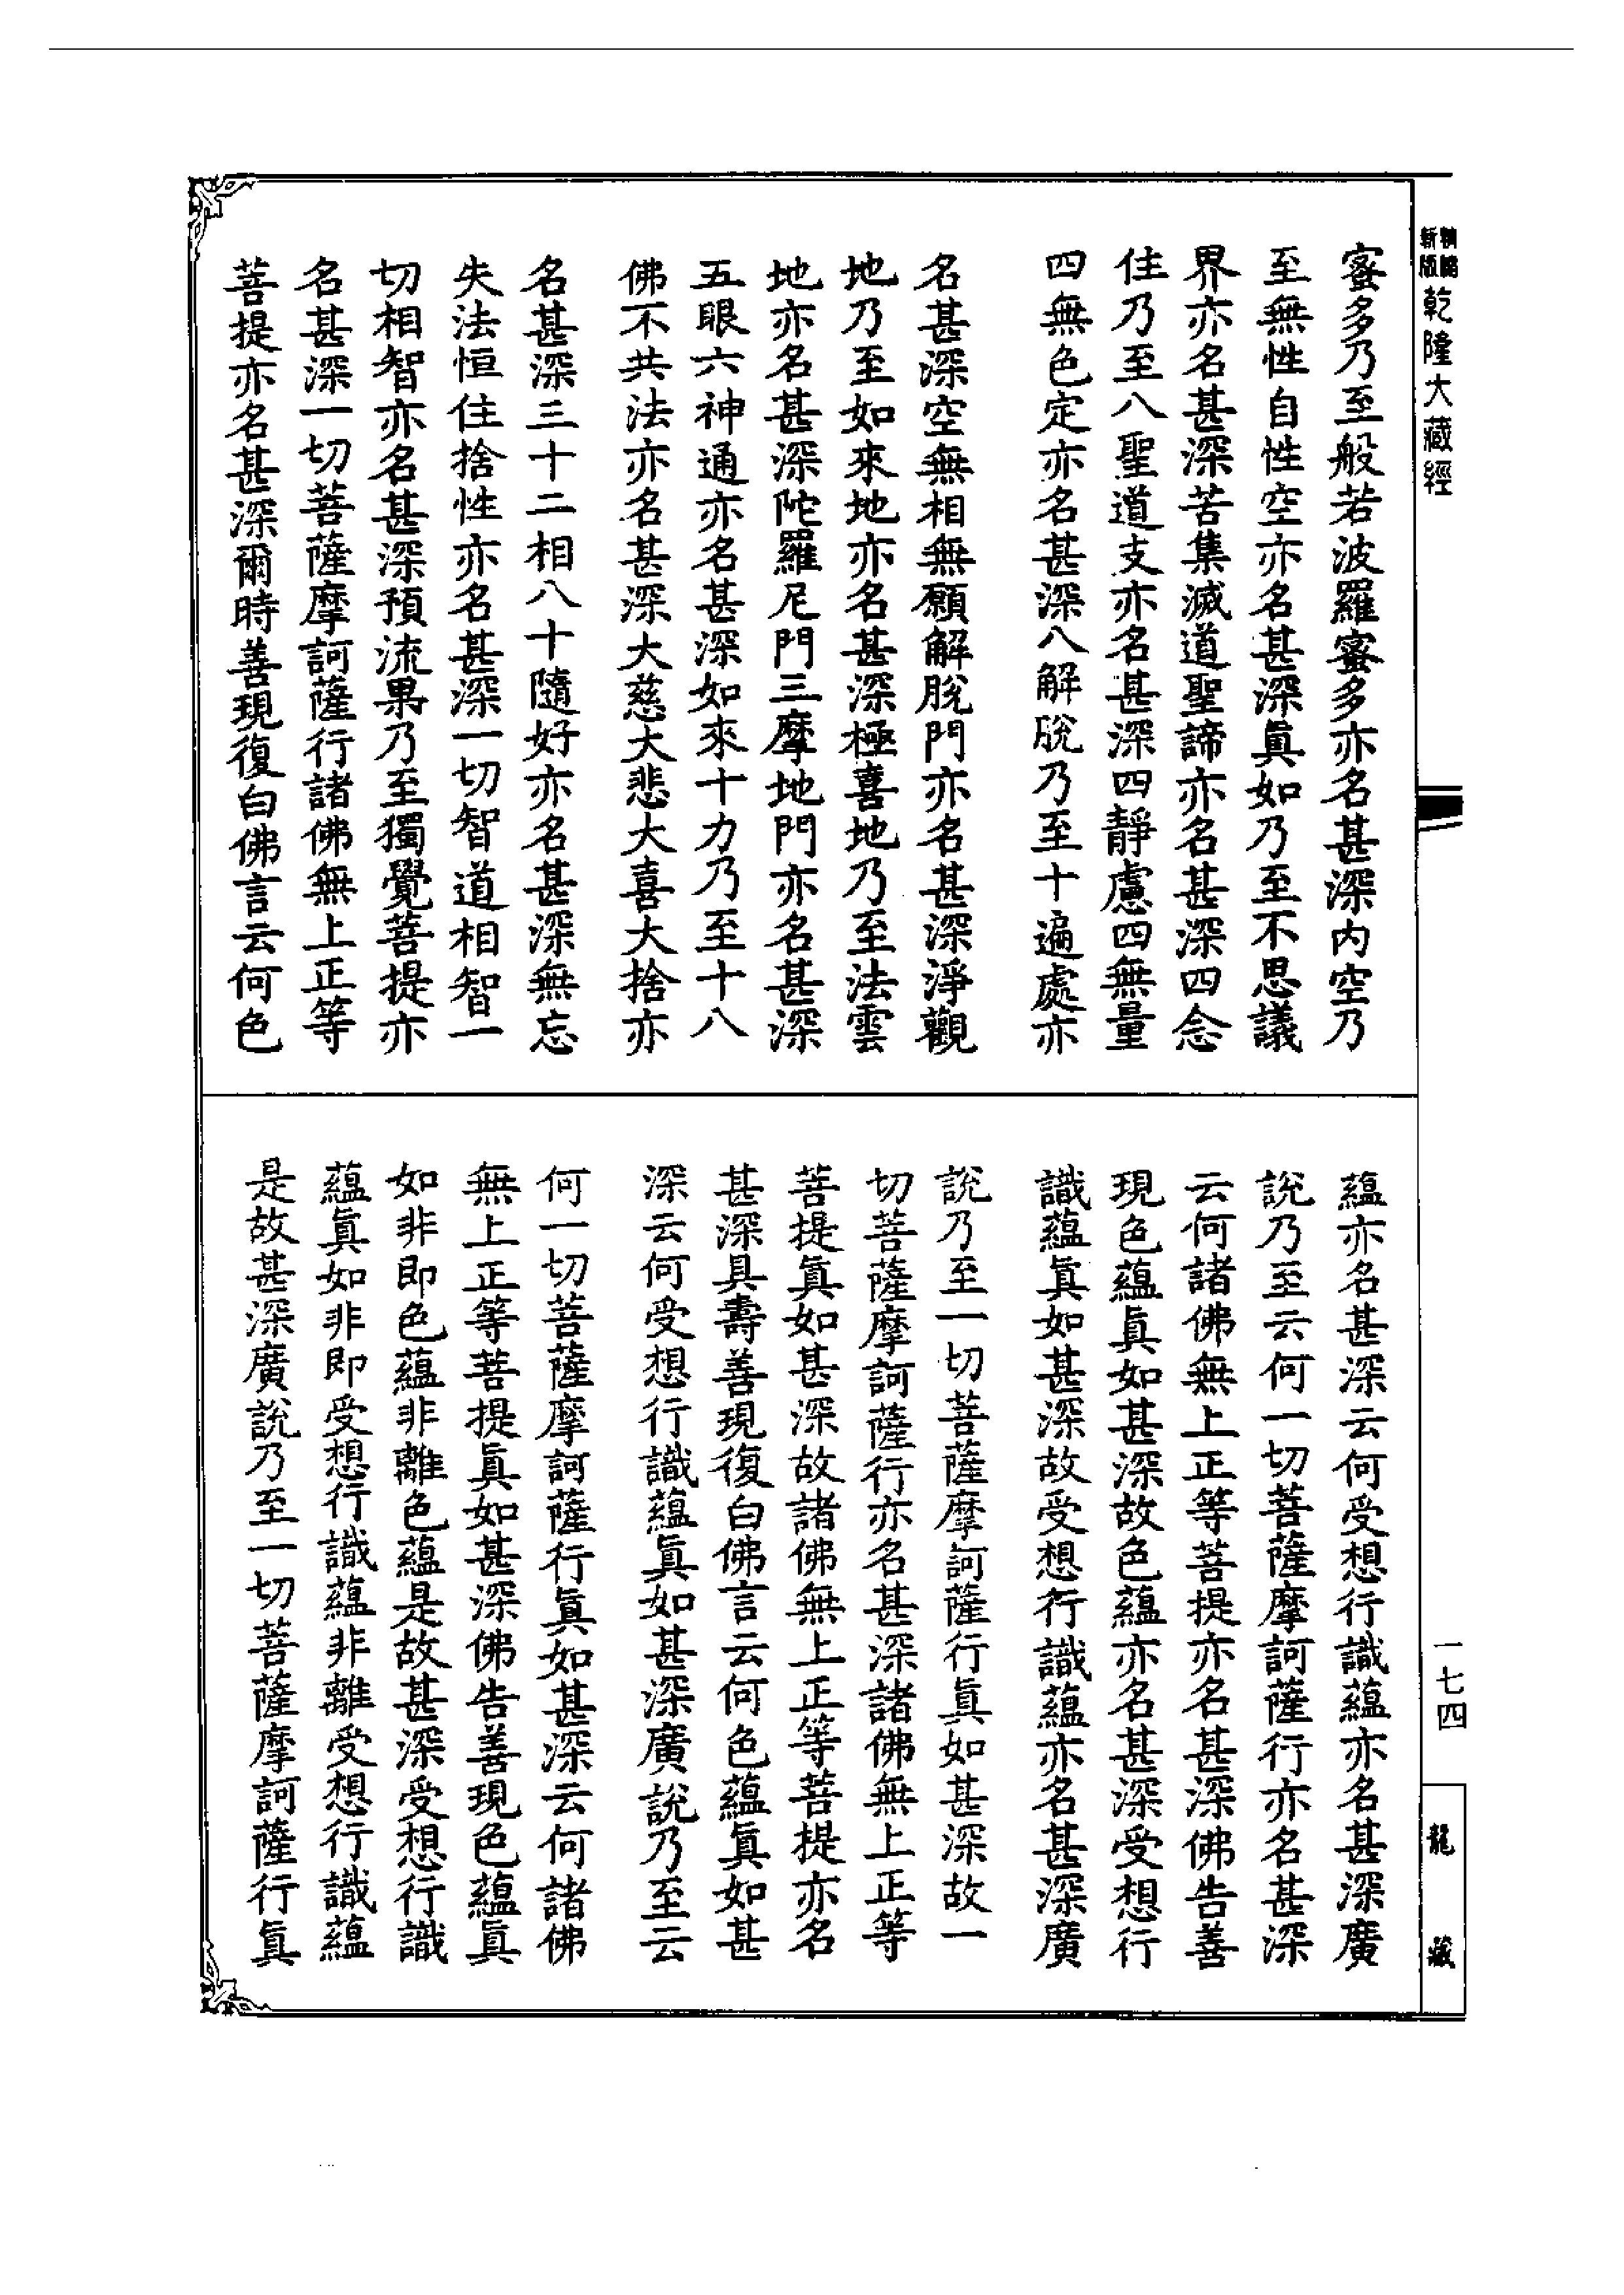 新版精縮乾隆大藏經
蜜多乃至般若波羅蜜多亦名甚深內空乃
至無性自性空亦名甚深眞如乃至不思議
界亦名甚深苦集滅道聖諦亦名甚深四念
住乃至八聖道支亦名甚深四靜慮四無量
四無色定亦名甚深八解脫乃至十遍處亦
名甚深空無相無願解脫門亦名甚深淨觀
地乃至如來地亦名甚深極喜地乃至法雲
地亦名甚深陀羅尼門三摩地門亦名甚深
五眼六神通亦名甚深如來十力乃至十八
佛不共法亦名甚深大慈大悲大喜大捨亦
名甚深三十二相八十隨好亦名甚深無忘
失法恒住捨性亦名甚深一切智道相智一
切相智亦名甚深預流果乃至獨覺菩提亦
名甚深一切菩薩摩訶薩行諸佛無上正等
菩提亦名甚深爾時善現復白佛言云何色
蘊亦名甚深云何受想行識蘊亦名甚深廣
說乃至云何一切菩薩摩訶薩行亦名甚深
云何諸佛無上正等菩提亦名甚深佛告善
現色蘊眞如甚深故色蘊亦名甚深受想行
識蘊眞如甚深故受想行識蘊亦名甚深廣
說乃至一切菩薩摩訶薩行眞如甚深故一
切菩薩摩訶薩行亦名甚深諸佛無上正等
菩提眞如甚深故諸佛無上正等菩提亦名
甚深具壽善現復白佛言云何色蘊眞如甚
深云何受想行識蘊眞如甚深廣說乃至云
何一切菩薩摩訶薩行眞如甚深云何諸佛
無上正等菩提眞如甚深佛告善現色蘊眞
如非即色蘊非離色蘊是故甚深受想行識
蘊眞如非即受想行識蘊非離受想行識蘊
是故甚深廣說乃至一切菩薩摩訶薩行眞
一七四
龍藏